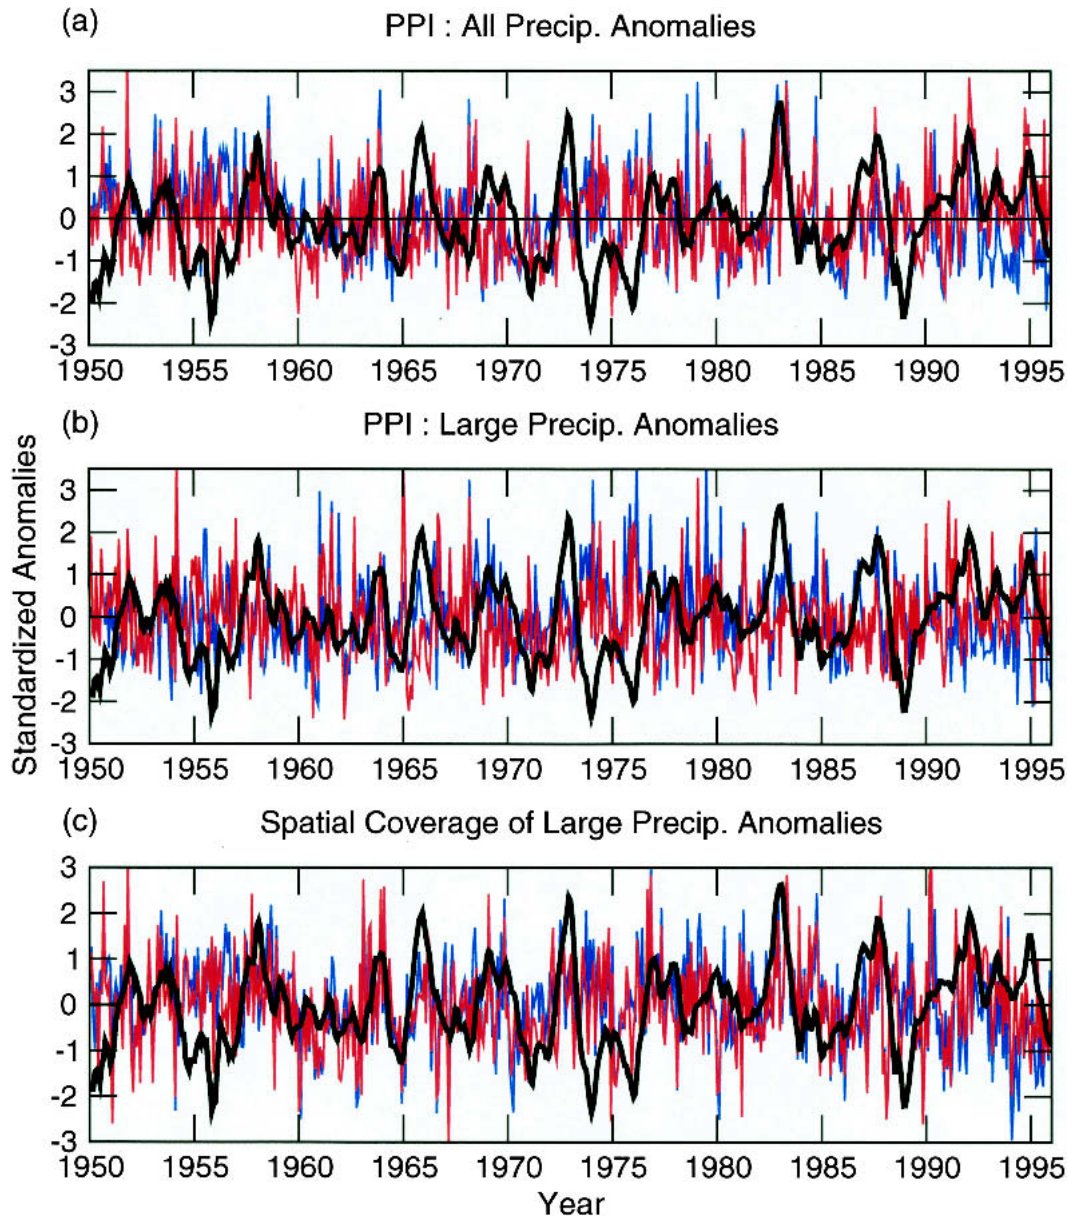 (a) PPI : All Precip. Anomalies
3
2
1
0
-1
-2
-3
1950 1955 1960 1965 1970 1975 1980 1985 1990 1995
(b) PPI : Large Precip. Anomalies
Standardized Anomalies
3
2
1
0
-1
-2
-3
1950 1955 1960 1965 1970 1975 1980 1985 1990 1995
(c) Spatial Coverage of Large Precip. Anomalies
3
2
1
0
-1
-2
-3
1950 1955 1960 1965 1970 1975 1980 1985 1990 1995
Year